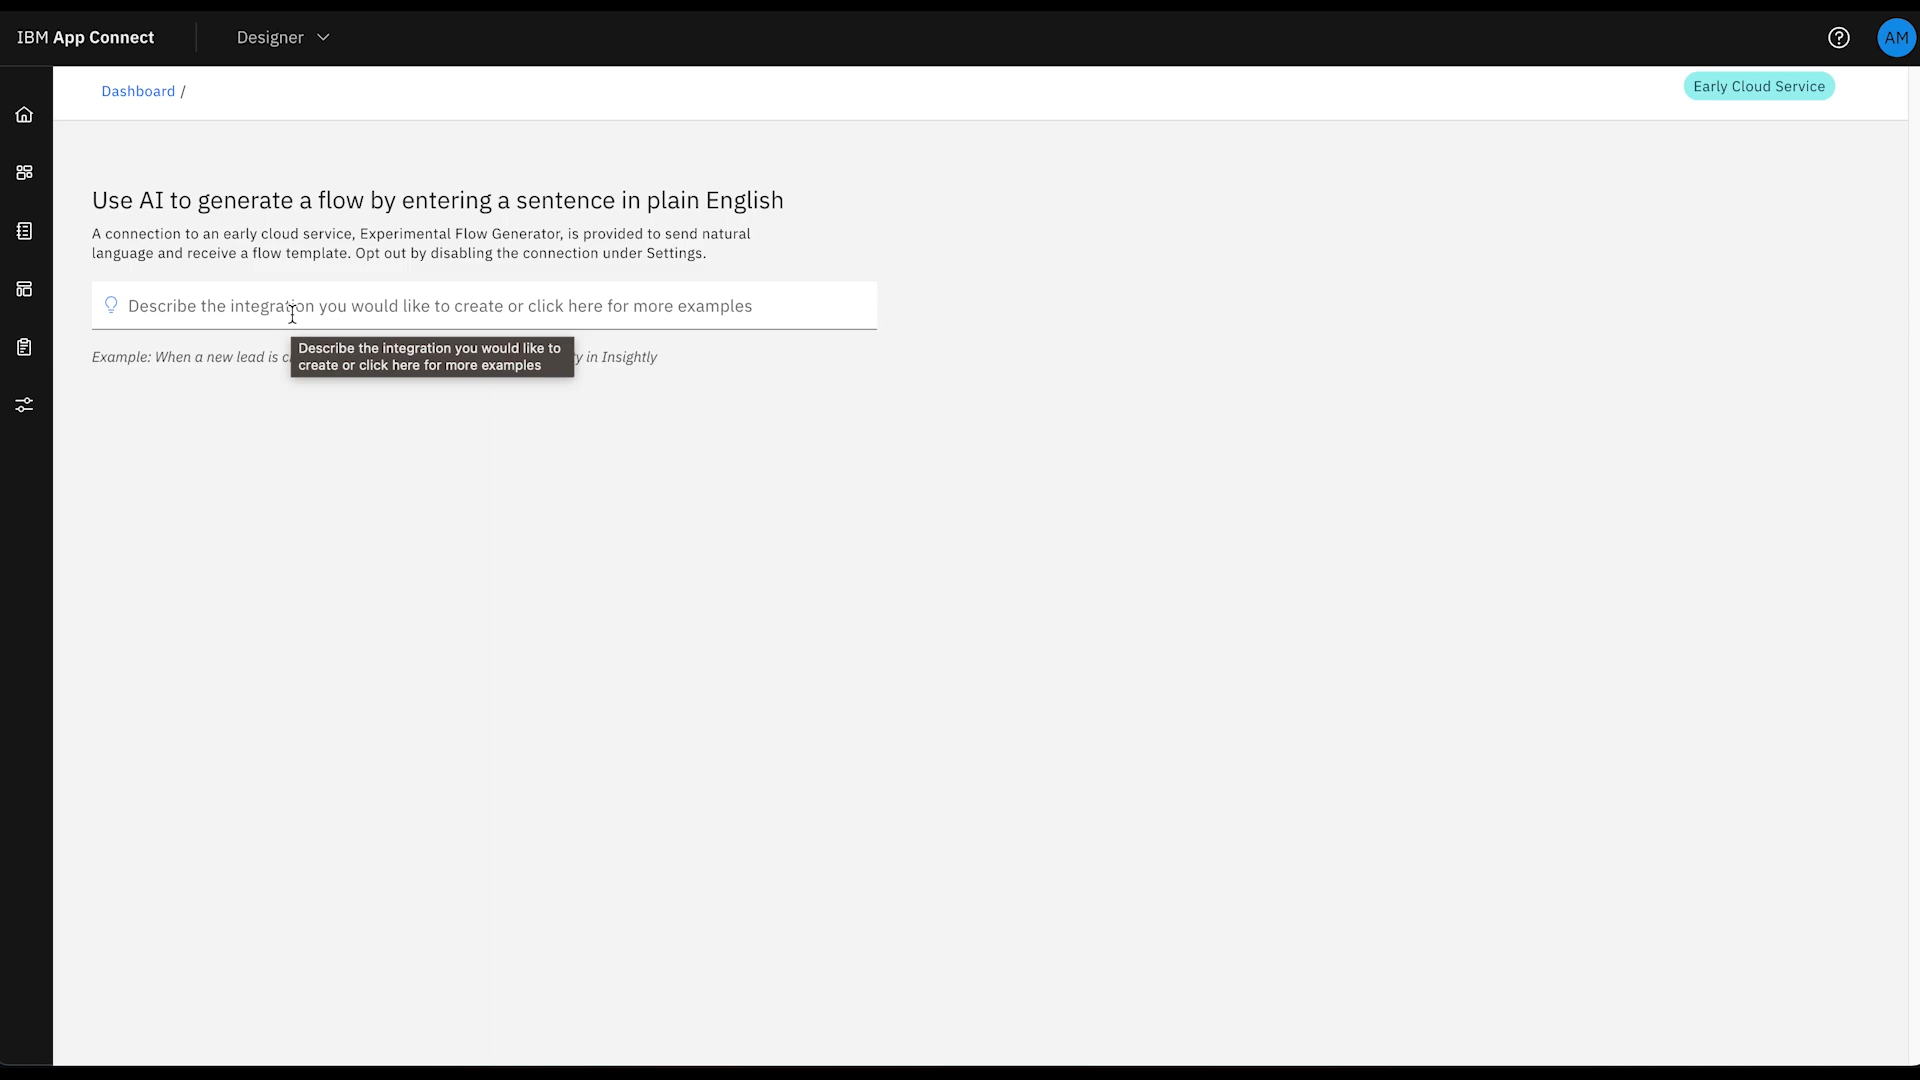 IBM App Connect
Designer
AM
Dashboard /
Early Cloud Service
Use AI to generate a flow by entering a sentence in plain English
A connection to an early cloud service, Experimental Flow Generator, is provided to send natural
language and receive a flow template. Opt out by disabling the connection under Settings.
Describe the integration you would like to create or click here for more examples
Example: When a new lead is in Insightly
Describe the integration you would like to
create or click here for more examples